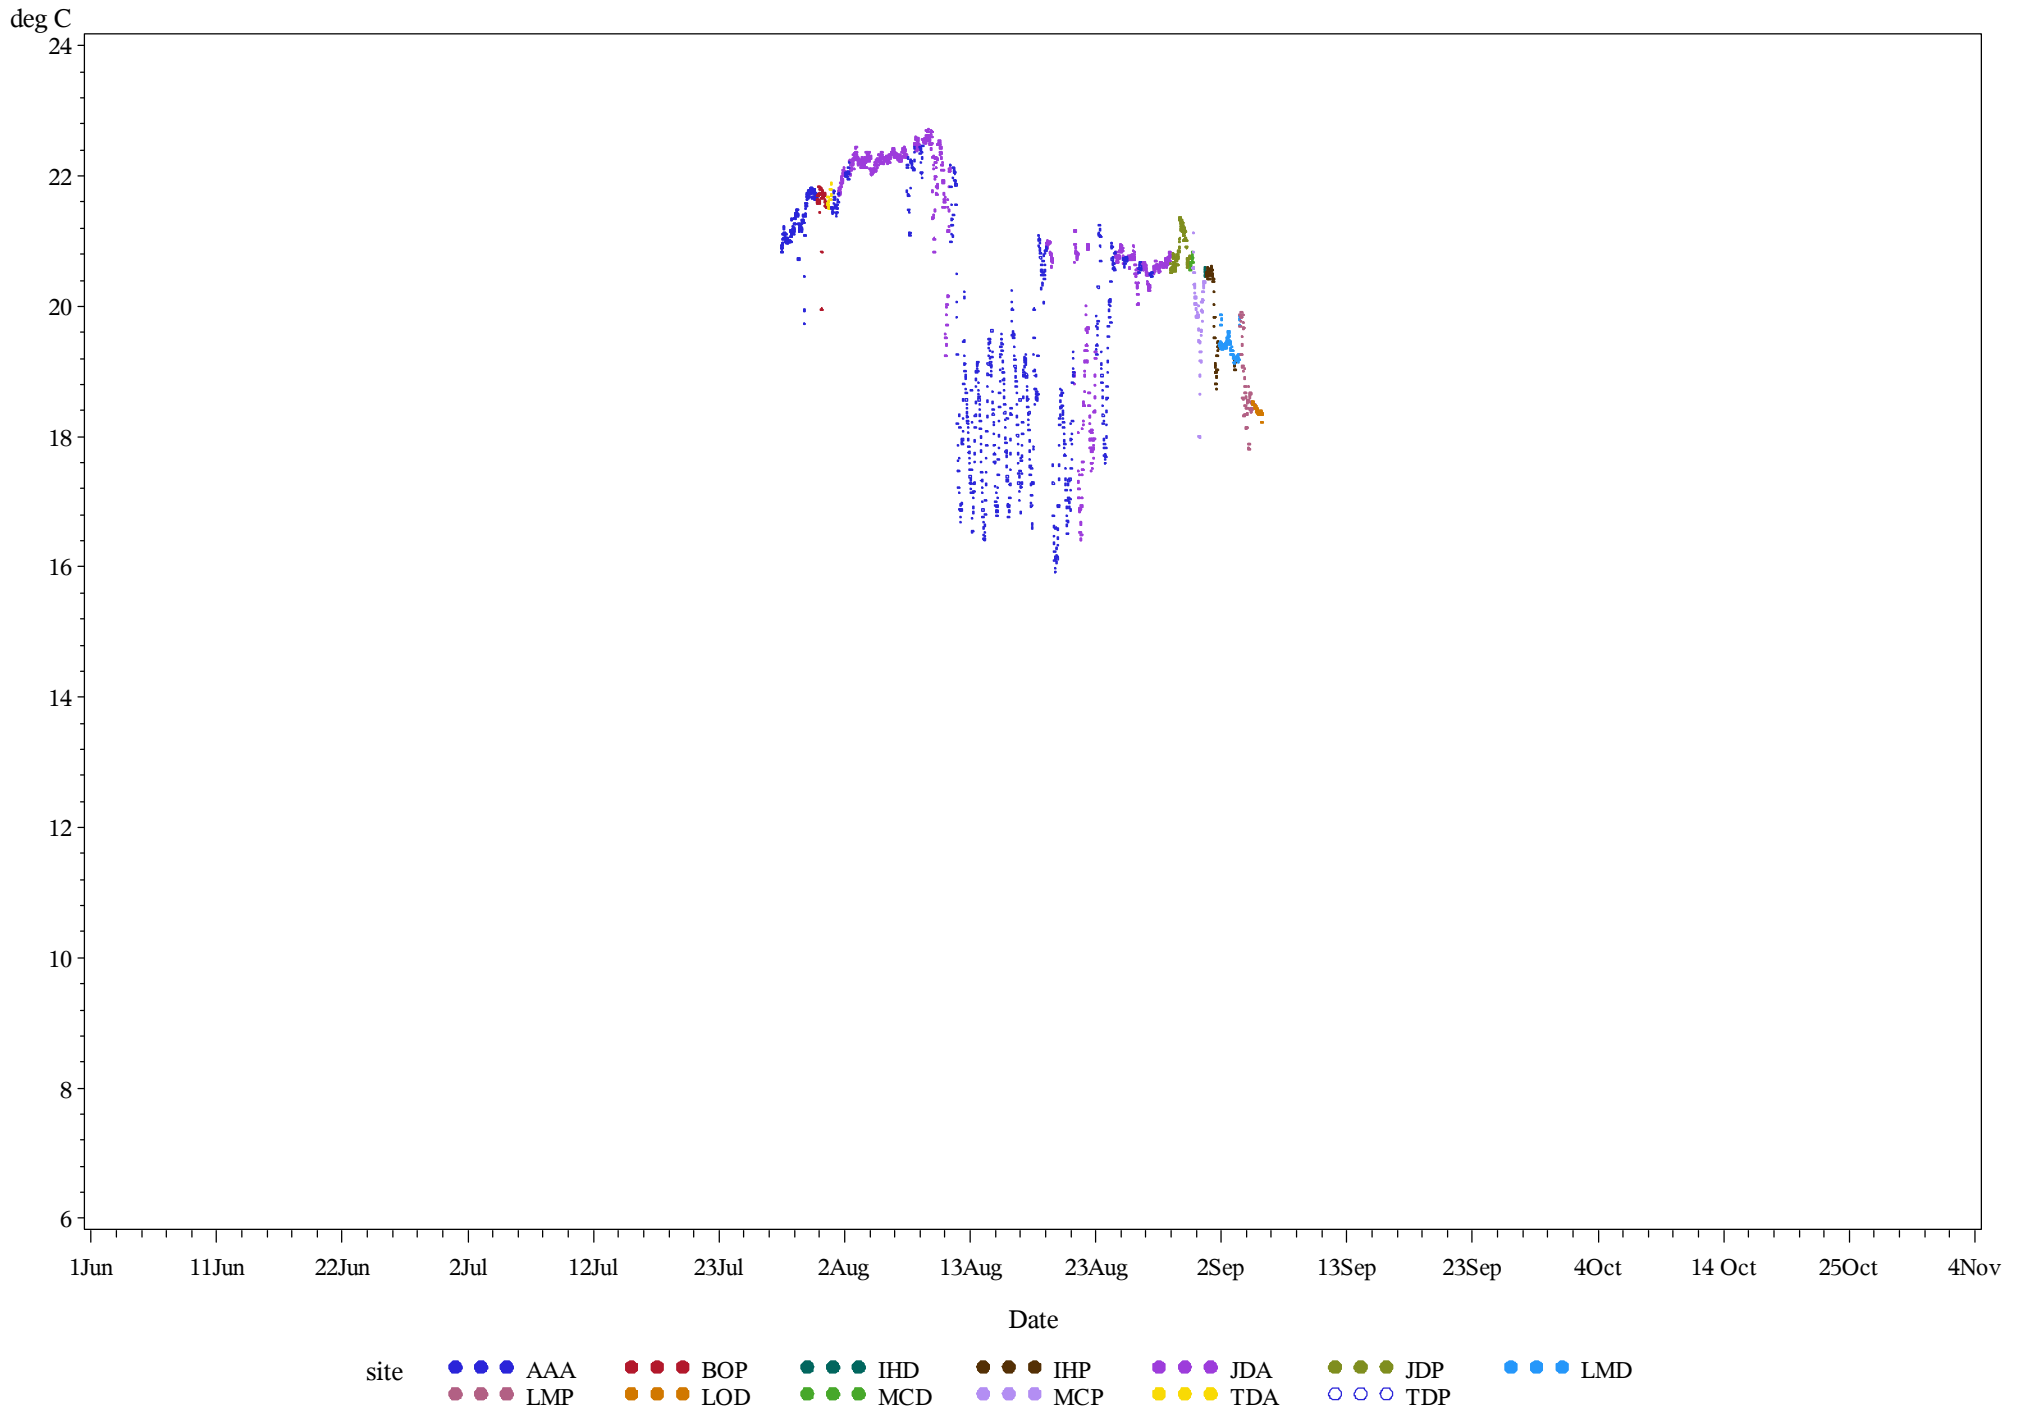 deg C
24
22
20
18
16
14
12
10
8
6
1Jun 11Jun 22Jun 2Jul 12Jul 23Jul 2Aug 13Aug 23Aug 2Sep 13Sep 23Sep 4Oct 14 Oct 25Oct 4Nov
Date
site AAA BOP IHD IHP JDA JDP LMD
LMP LOD MCD MCP TDA TDP